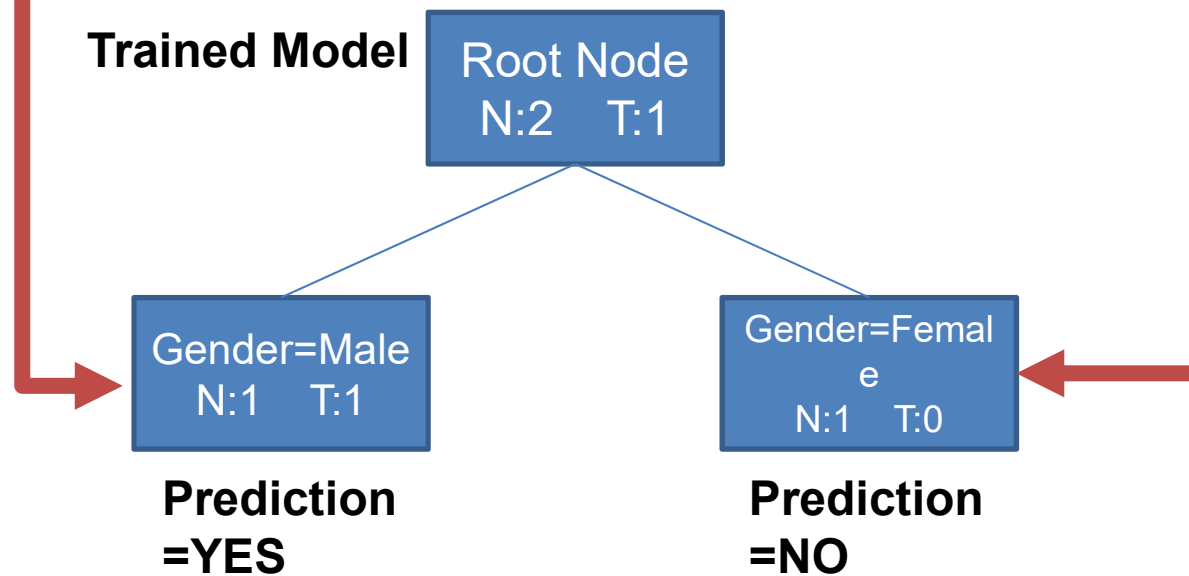 Trained Model
Root Node
N:2 T:1
Gender=Male
N:1 T:1
Gender=Femal
e
N:1 T:0
Prediction
=YES
Prediction
=NO